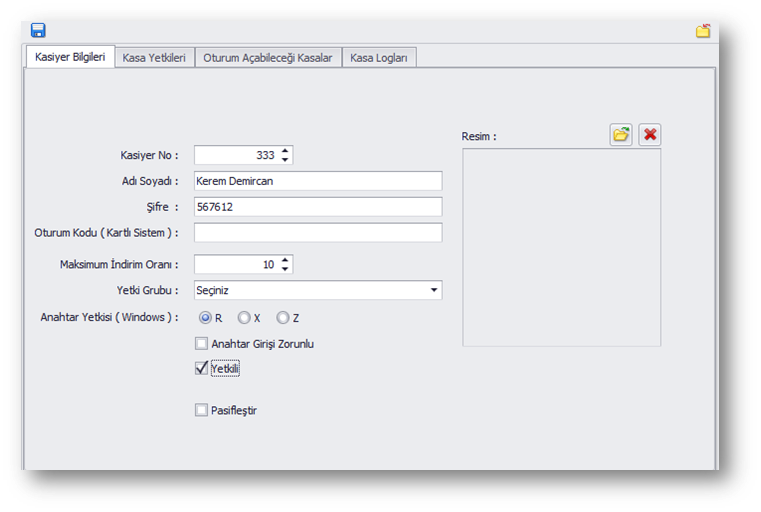 Kasiyer Bilgileri Kasa Yetkileri Oturum Açabileceği Kasalar Kasa Logları
Resim :
Kasiyer No : 333
Adı Soyadı : Kerem Demircan
Şifre : 567612
Oturum Kodu ( Kartlı Sistem ) :
Maksimum İndirim Oranı : 10
Yetki Grubu : Seçiniz
Anahtar Yetkisi ( Windows ) : R X Z
Anahtar Girişi Zorunlu
Yetkili
Pasifleştir